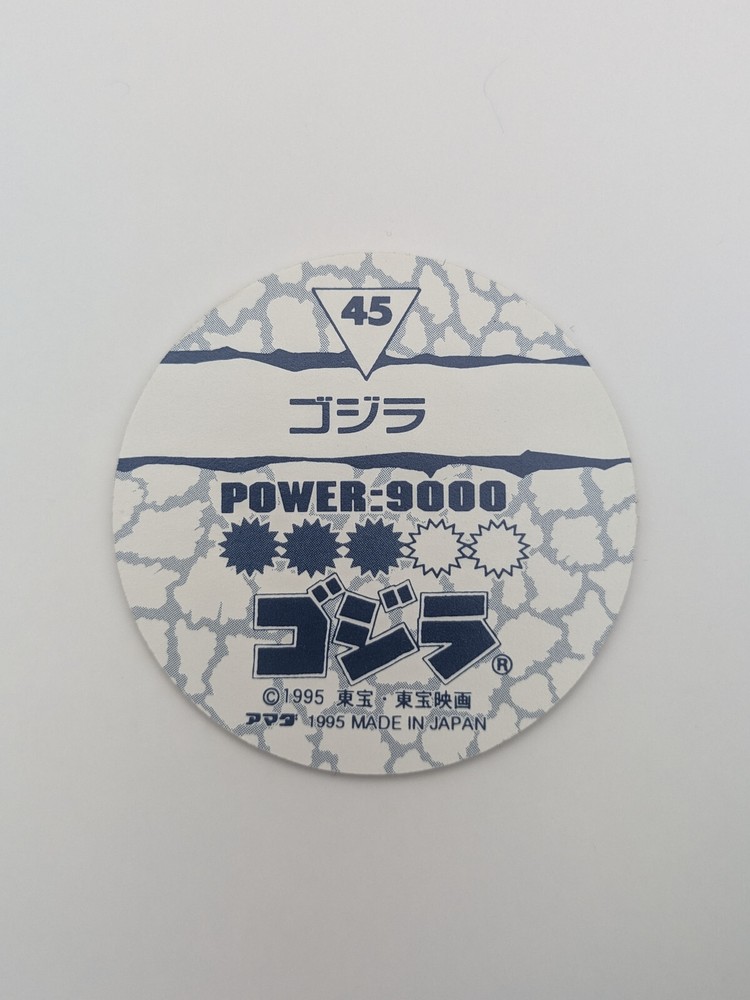 45
ゴジラ
POWER:9000
ゴジラ®
©1995 東宝・東宝映画
アマダ 1995 MADE IN JAPAN